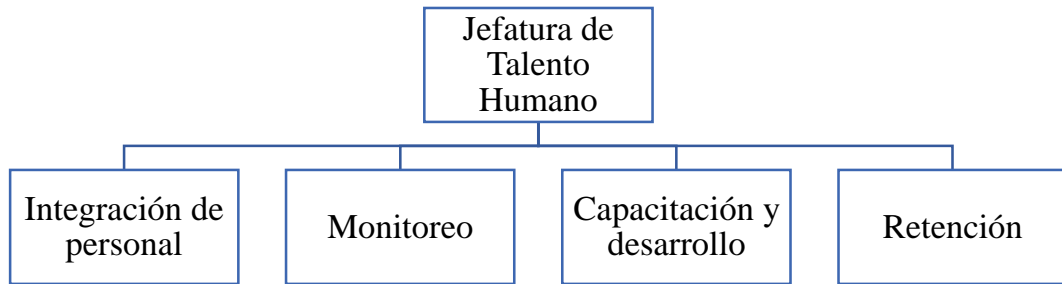 Jefatura de
Talento
Humano
Integración de
personal
Monitoreo
Capacitación y
desarrollo
Retención